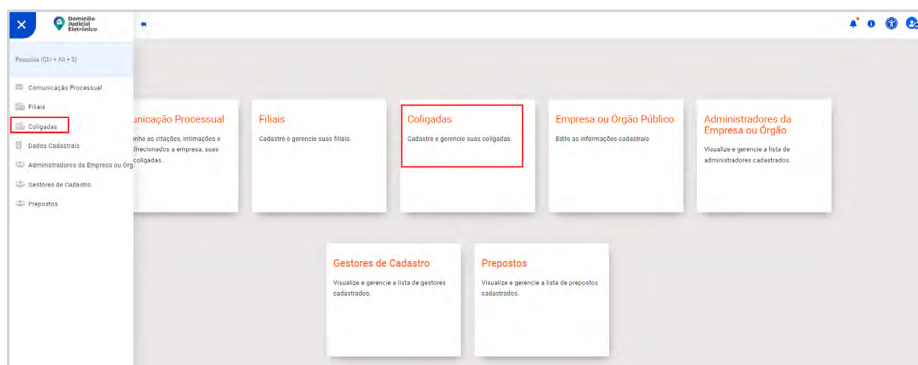 Domicílio
Judicial
Eletrônico
Pesquisa (Ctrl + Alt + S)
Comunicação Processual
Filiais
Coligadas
Dados Cadastrais
Administradores da Empresa ou Órg
Gestores de Cadastro
Prepostos
unicação Processual
nhe as citações, intimações e
direcionados a empresa, suas
coligadas.
Filiais
Cadastre e gerencie suas filiais.
Coligadas
Cadastre e gerencie suas coligadas.
Empresa ou Órgão Público
Edite as informações cadastrais
Administradores da
Empresa ou Órgão
Visualize e gerencie a lista de
administradores cadastrados.
Gestores de Cadastro
Visualize e gerencie a lista de gestores
cadastrados.
Prepostos
Visualize e gerencie a lista de prepostos
cadastrados.